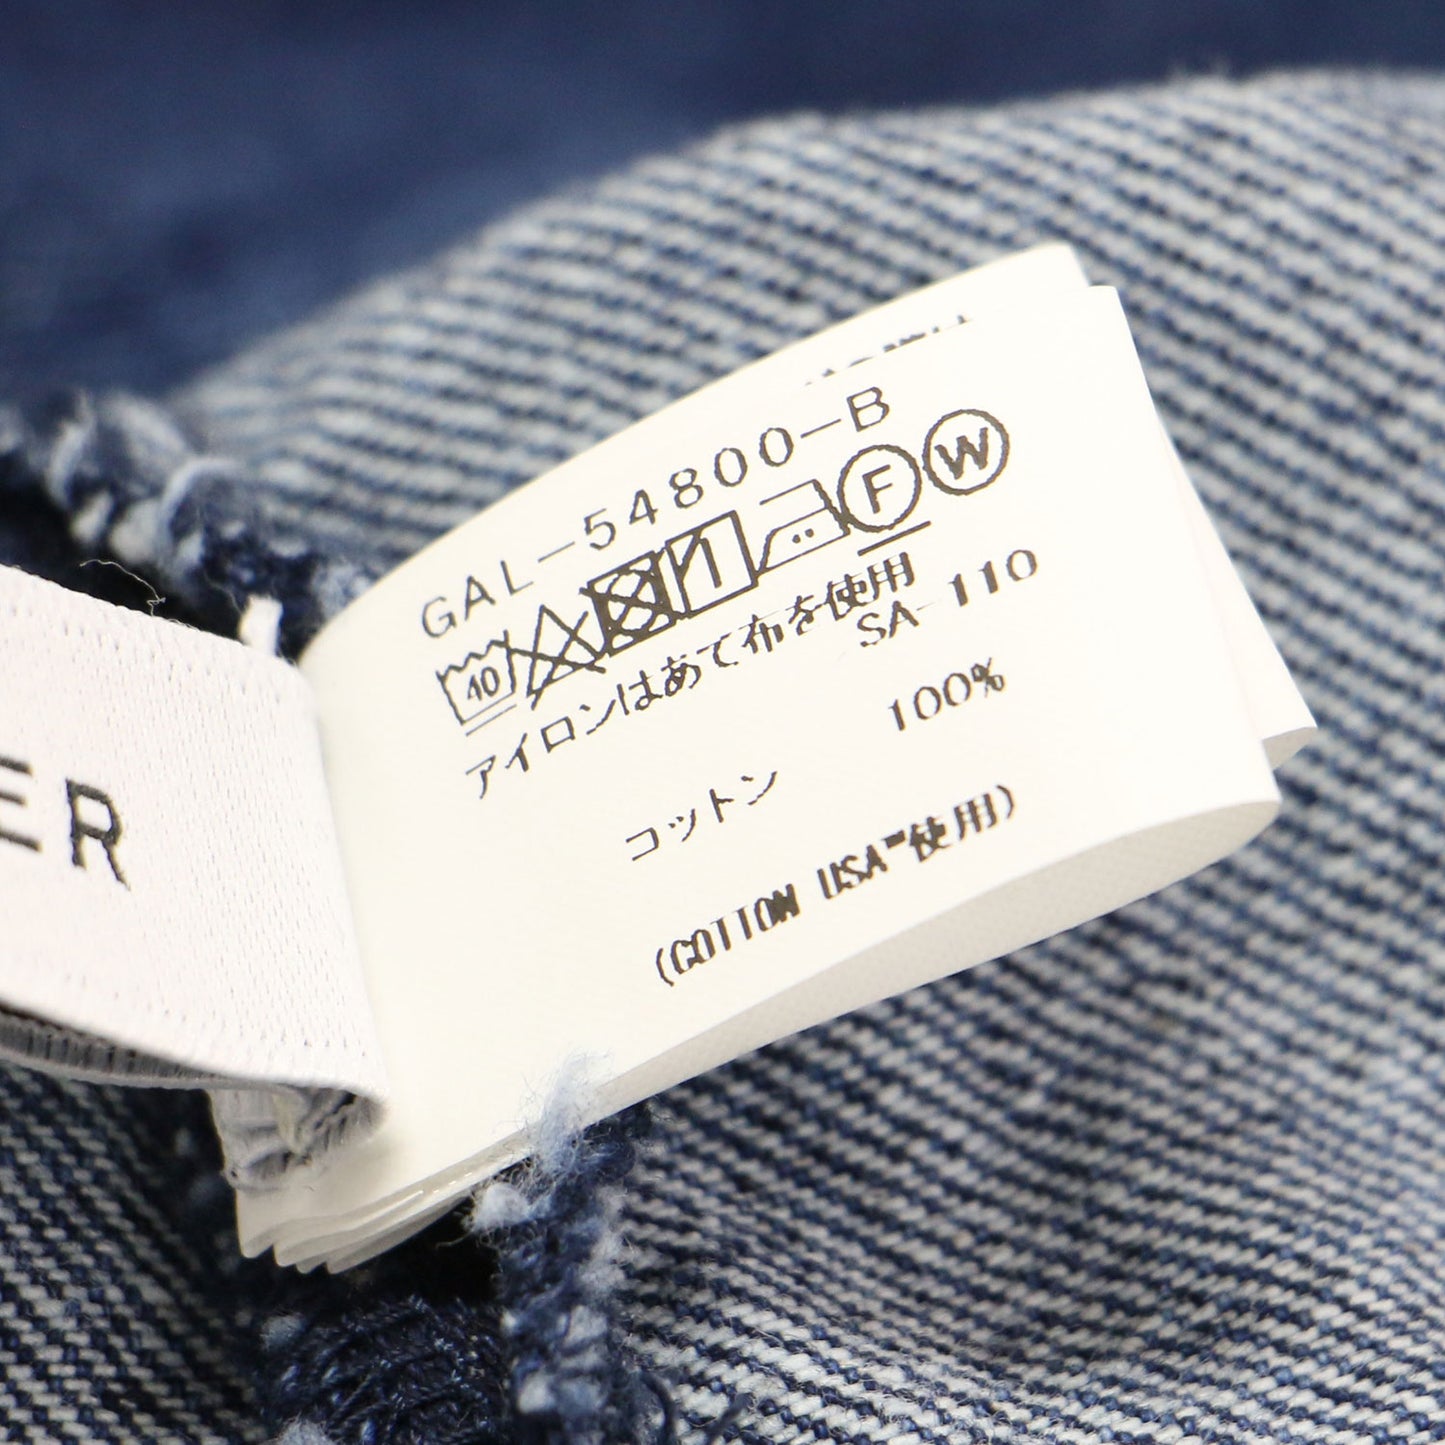 GAL-54800-B
40 F W
アイロンはあて布を使用
SA-110
コットン 100%
(COTTON USA™使用)
ER